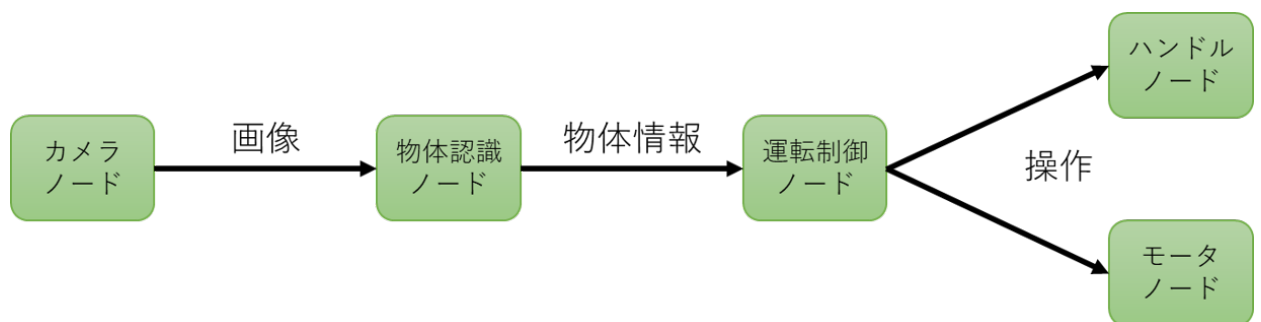 カメラ
ノード
画像
物体認識
ノード
物体情報
運転制御
ノード
操作
ハンドル
ノード
モータ
ノード